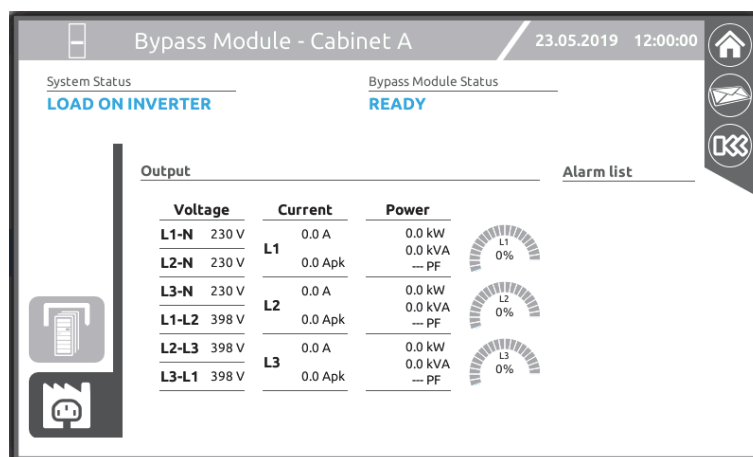 Bypass Module - Cabinet A
23.05.2019 12:00:00
System Status
LOAD ON INVERTER
Bypass Module Status
READY
Output
Alarm list
Voltage Current Power
L1-N 230 V
L2-N 230 V
L3-N 230 V
L1-L2 398 V
L2-L3 398 V
L3-L1 398 V
L1
0.0 A
0.0 Apk
L2
0.0 A
0.0 Apk
L3
0.0 A
0.0 Apk
0.0 kW
0.0 kVA
--- PF
0.0 kW
0.0 kVA
--- PF
0.0 kW
0.0 kVA
--- PF
L1
0%
L2
0%
L3
0%